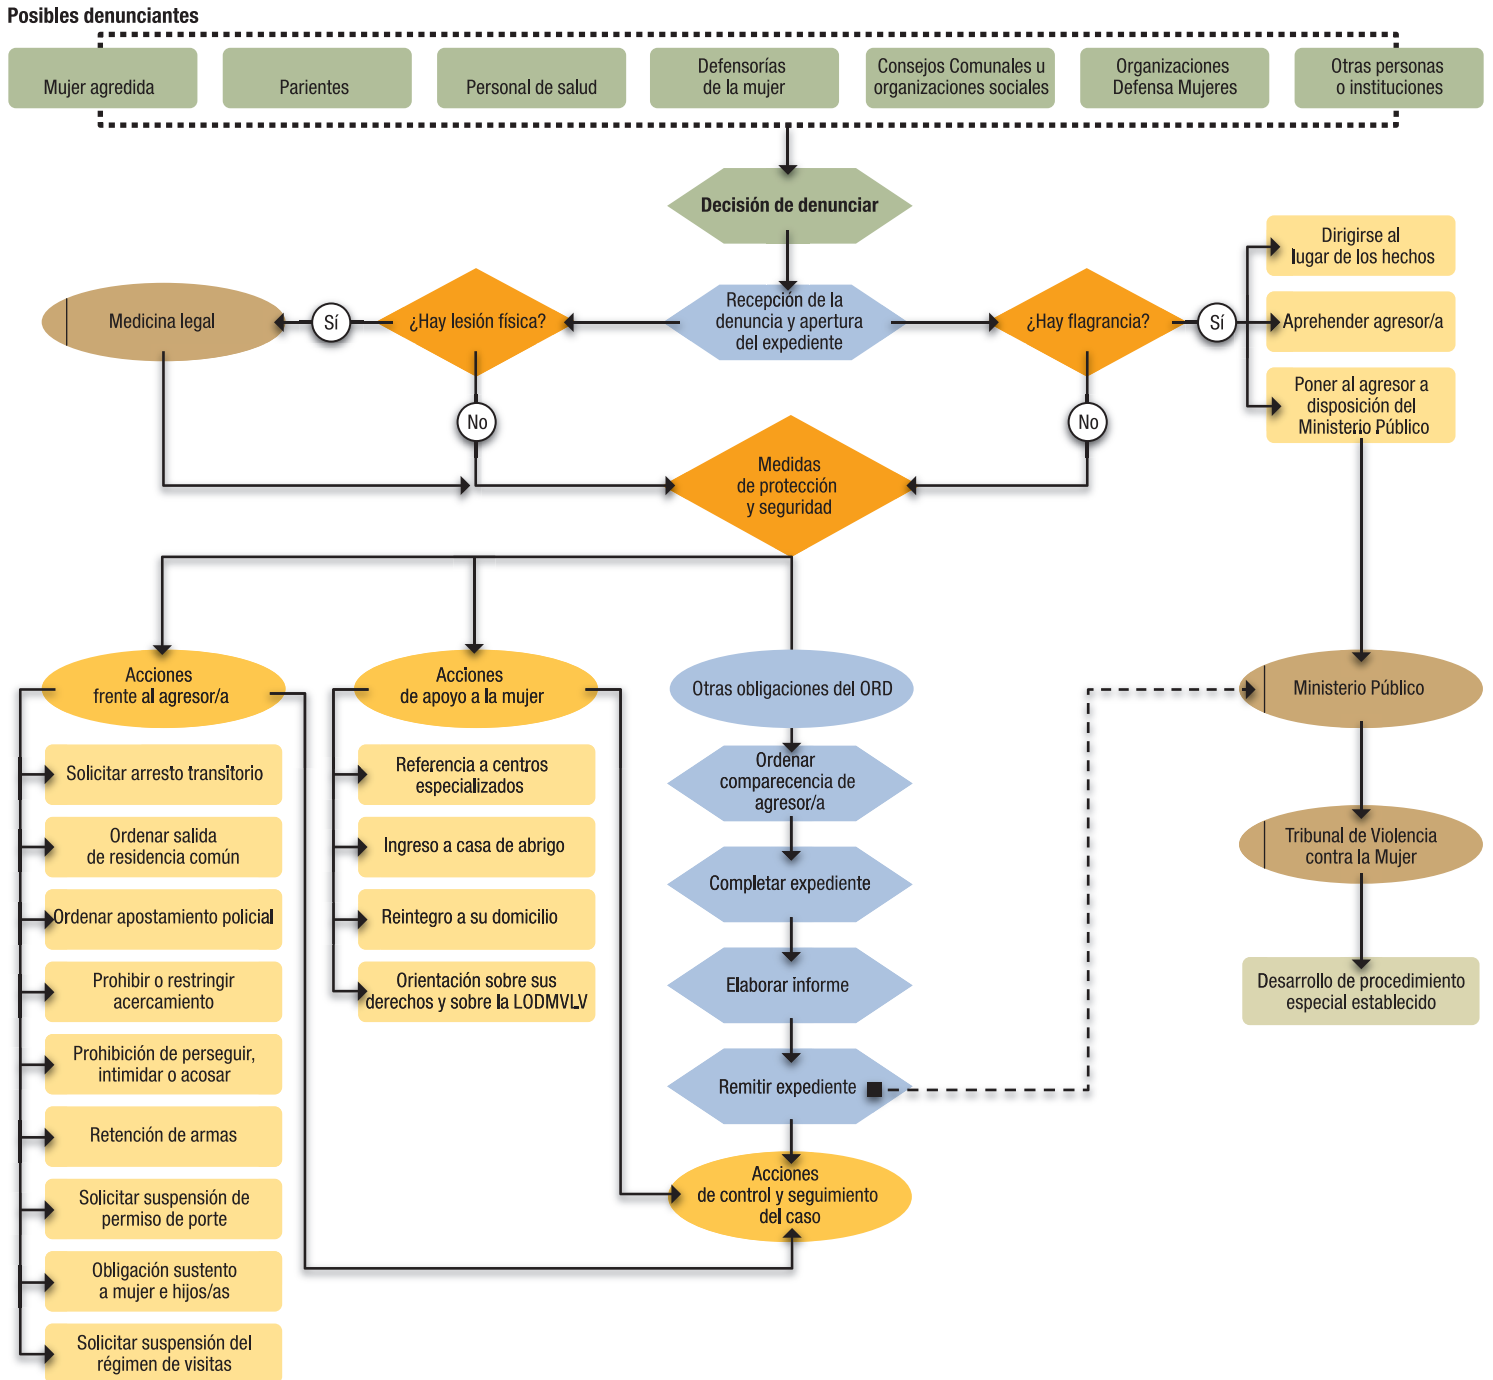 Posibles denunciantes
Mujer agredida
Parientes
Personal de salud
Defensorías
de la mujer
Consejos Comunales u
organizaciones sociales
Organizaciones
Defensa Mujeres
Otras personas
o instituciones
Decisión de denunciar
Dirigirse al
lugar de los hechos
Medicina legal
Sí
¿Hay lesión física?
Recepción de la
denuncia y apertura
del expediente
¿Hay flagrancia?
Sí
Aprehender agresor/a
Poner al agresor a
disposición del
Ministerio Público
No
No
Medidas
de protección
y seguridad
Acciones
frente al agresor/a
Acciones
de apoyo a la mujer
Otras obligaciones del ORD
Ministerio Público
Solicitar arresto transitorio
Ordenar salida
de residencia común
Ordenar apostamiento policial
Prohibir o restringir
acercamiento
Prohibición de perseguir,
intimidar o acosar
Retención de armas
Solicitar suspensión de
permiso de porte
Obligación sustento
a mujer e hijos/as
Solicitar suspensión del
régimen de visitas
Referencia a centros
especializados
Ingreso a casa de abrigo
Reintegro a su domicilio
Orientación sobre sus
derechos y sobre la LODMVLV
Ordenar
comparecencia de
agresor/a
Completar expediente
Elaborar informe
Remitir expediente
Acciones
de control y seguimiento
del caso
Tribunal de Violencia
contra la Mujer
Desarrollo de procedimiento
especial establecido